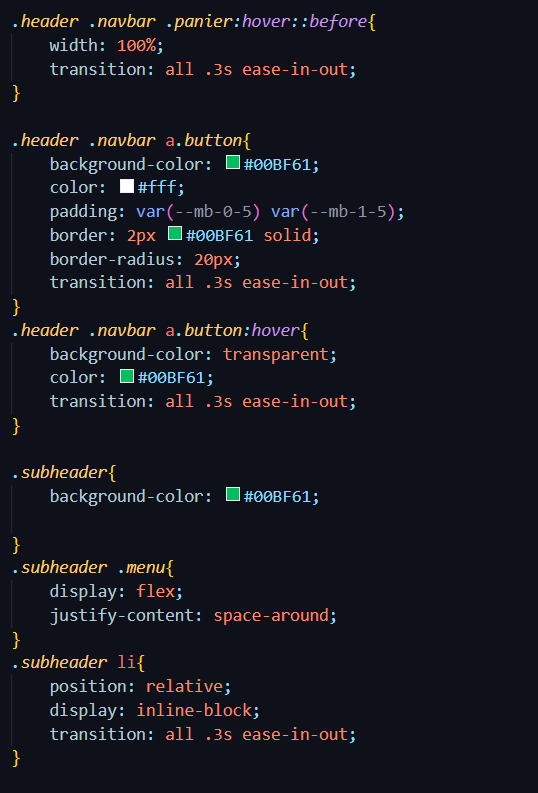 .header .navbar .panier:hover::before{
    width: 100%;
    transition: all .3s ease-in-out;
}

.header .navbar a.button{
    background-color: #00BF61;
    color: #fff;
    padding: var(--mb-0-5) var(--mb-1-5);
    border: 2px #00BF61 solid;
    border-radius: 20px;
    transition: all .3s ease-in-out;
}
.header .navbar a.button:hover{
    background-color: transparent;
    color: #00BF61;
    transition: all .3s ease-in-out;
}

.subheader{
    background-color: #00BF61;

}
.subheader .menu{
    display: flex;
    justify-content: space-around;
}
.subheader li{
    position: relative;
    display: inline-block;
    transition: all .3s ease-in-out;
}